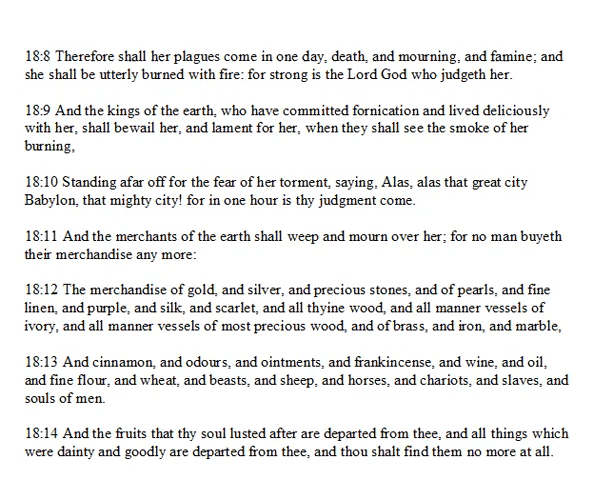 18:8 Therefore shall her plagues come in one day, death, and mourning, and famine; and
she shall be utterly burned with fire: for strong is the Lord God who judgeth her.
18:9 And the kings of the earth, who have committed fornication and lived deliciously
with her, shall bewail her, and lament for her, when they shall see the smoke of her
burning,
18:10 Standing afar off for the fear of her torment, saying, Alas, alas that great city
Babylon, that mighty city! for in one hour is thy judgment come.
18:11 And the merchants of the earth shall weep and mourn over her; for no man buyeth
their merchandise any more:
18:12 The merchandise of gold, and silver, and precious stones, and of pearls, and fine
linen, and purple, and silk, and scarlet, and all thyine wood, and all manner vessels of
ivory, and all manner vessels of most precious wood, and of brass, and iron, and marble,
18:13 And cinnamon, and odours, and ointments, and frankincense, and wine, and oil,
and fine flour, and wheat, and beasts, and sheep, and horses, and chariots, and slaves, and
souls of men.
18:14 And the fruits that thy soul lusted after are departed from thee, and all things which
were dainty and goodly are departed from thee, and thou shalt find them no more at all.